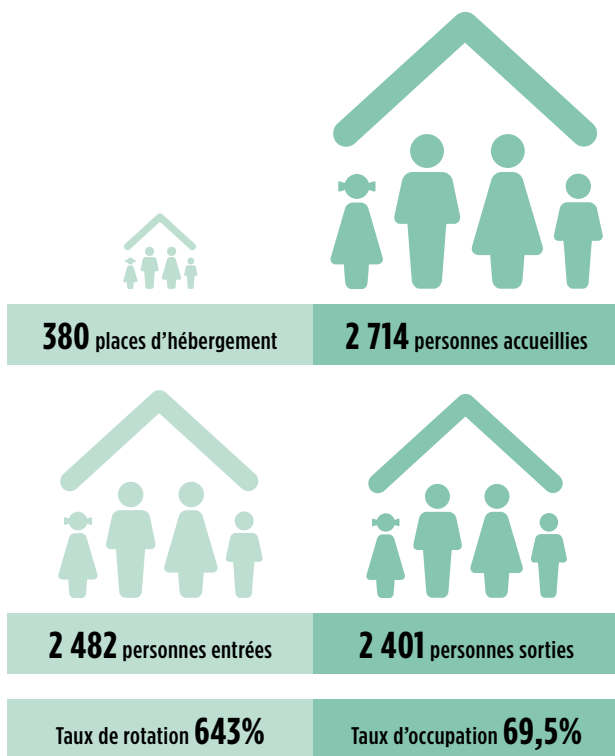 380 places d’hébergement
2 714 personnes accueillies
2 482 personnes entrées
2 401 personnes sorties
Taux de rotation 643%
Taux d’occupation 69,5%